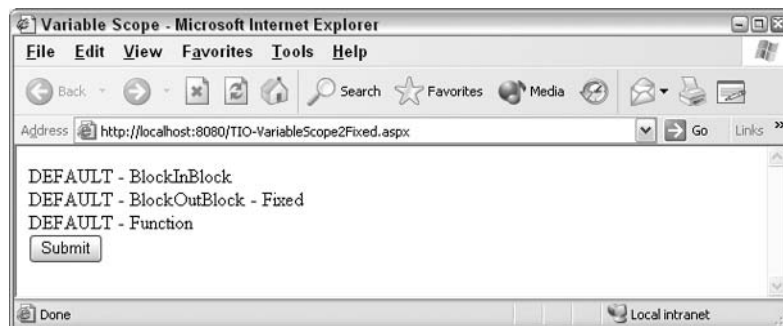 Variable Scope - Microsoft Internet Explorer
File Edit View Favorites Tools Help
Back Search Favorites Media
Address http://localhost:8080/TIO-VariableScope2Fixed.aspx Go Links »
DEFAULT - BlockInBlock
DEFAULT - BlockOutBlock - Fixed
DEFAULT - Function
Submit
Done Local intranet